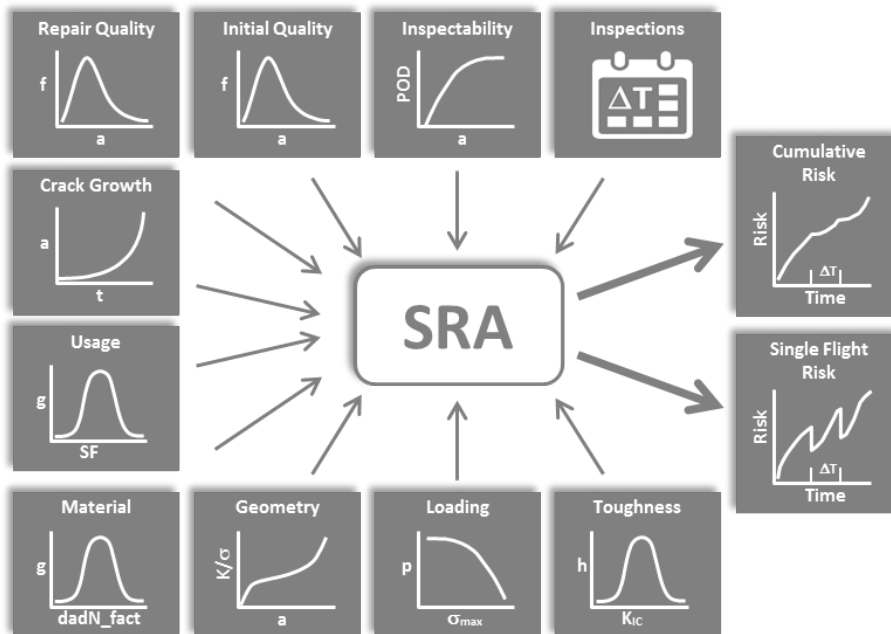 Repair Quality
f
a
Initial Quality
f
a
Inspectability
POD
a
Inspections
ΔT
Crack Growth
a
t
Usage
g
SF
Material
g
dadN_fact
Geometry
K/σ
a
Loading
p
σmax
Toughness
h
KIC
SRA
Cumulative
Risk
Risk
ΔT
Time
Single Flight
Risk
Risk
ΔT
Time